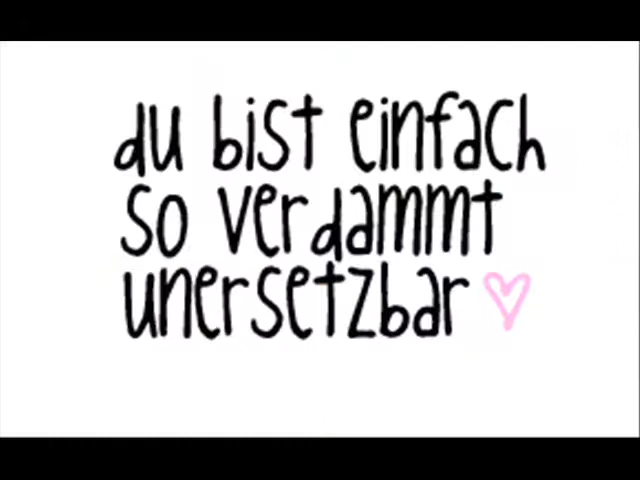 du bist einfach
so verdammt
unersetzbar